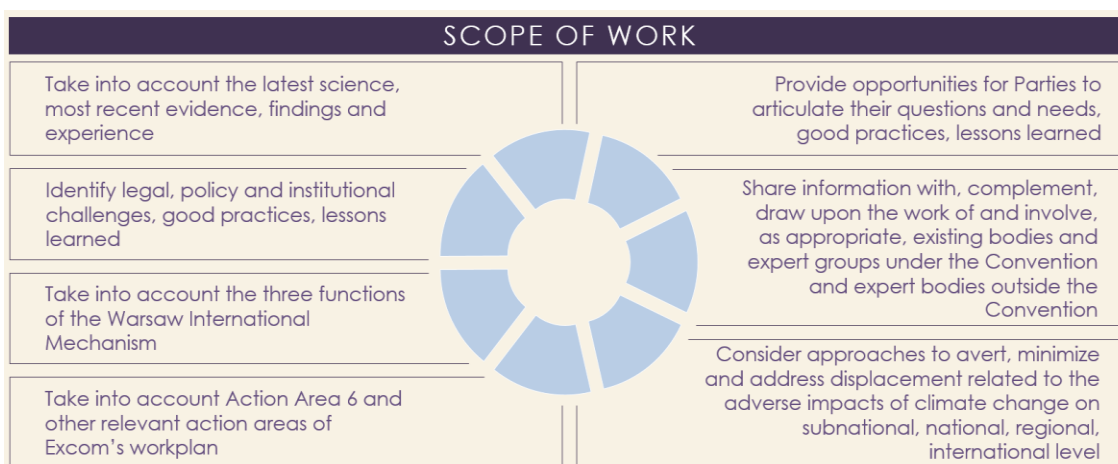 SCOPE OF WORK
Take into account the latest science,
most recent evidence, findings and
experience
Identify legal, policy and institutional
challenges, good practices, lessons
learned
Take into account the three functions
of the Warsaw International
Mechanism
Take into account Action Area 6 and
other relevant action areas of
Excom's workplan
Provide opportunities for Parties to
articulate their questions and needs,
good practices, lessons learned
Share information with, complement,
draw upon the work of and involve,
as appropriate, existing bodies and
expert groups under the Convention
and expert bodies outside the
Convention
Consider approaches to avert, minimize
and address displacement related to the
adverse impacts of climate change on
subnational, national, regional,
international level